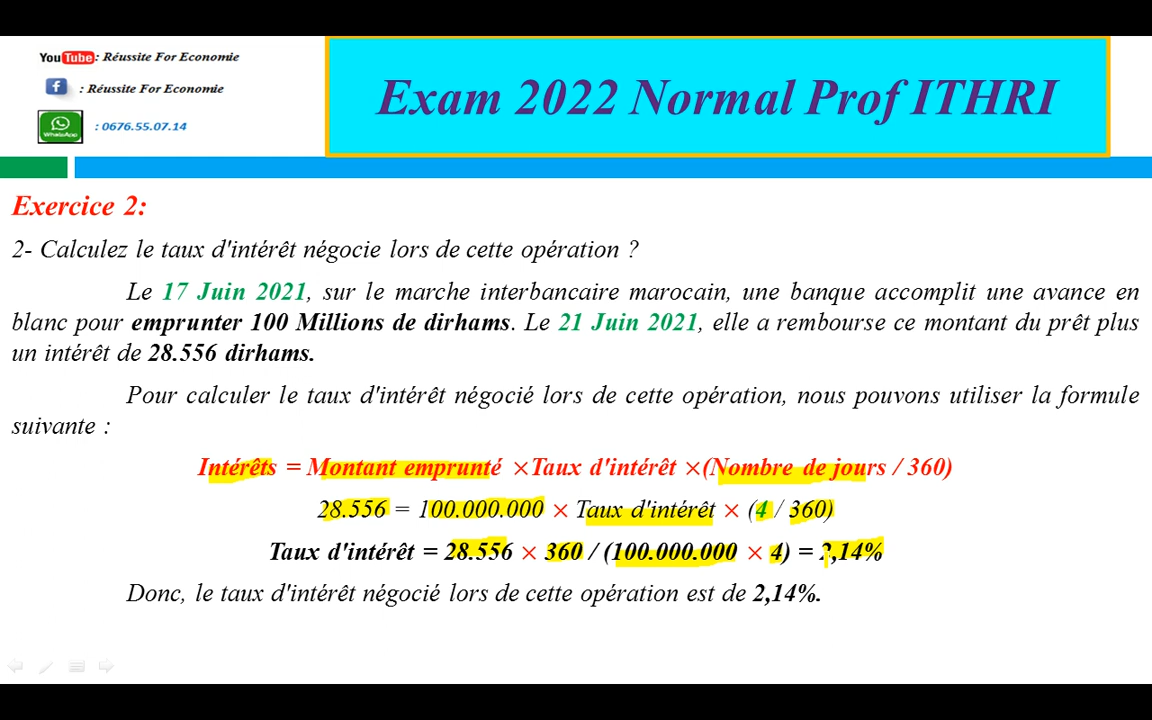 YouTube : Réussite For Economie
f : Réussite For Economie
WhatsApp : 0676.55.07.14
Exam 2022 Normal Prof ITHRI
Exercice 2:
2- Calculez le taux d'intérêt négocie lors de cette opération ?
Le 17 Juin 2021, sur le marche interbancaire marocain, une banque accomplit une avance en
blanc pour emprunter 100 Millions de dirhams. Le 21 Juin 2021, elle a rembourse ce montant du prêt plus
un intérêt de 28.556 dirhams.
Pour calculer le taux d'intérêt négocié lors de cette opération, nous pouvons utiliser la formule
suivante :
Intérêts = Montant emprunté ×Taux d'intérêt ×(Nombre de jours / 360)
28.556 = 100.000.000 × Taux d'intérêt × (4 / 360)
Taux d'intérêt = 28.556 × 360 / (100.000.000 × 4) = 2,14%
Donc, le taux d'intérêt négocié lors de cette opération est de 2,14%.